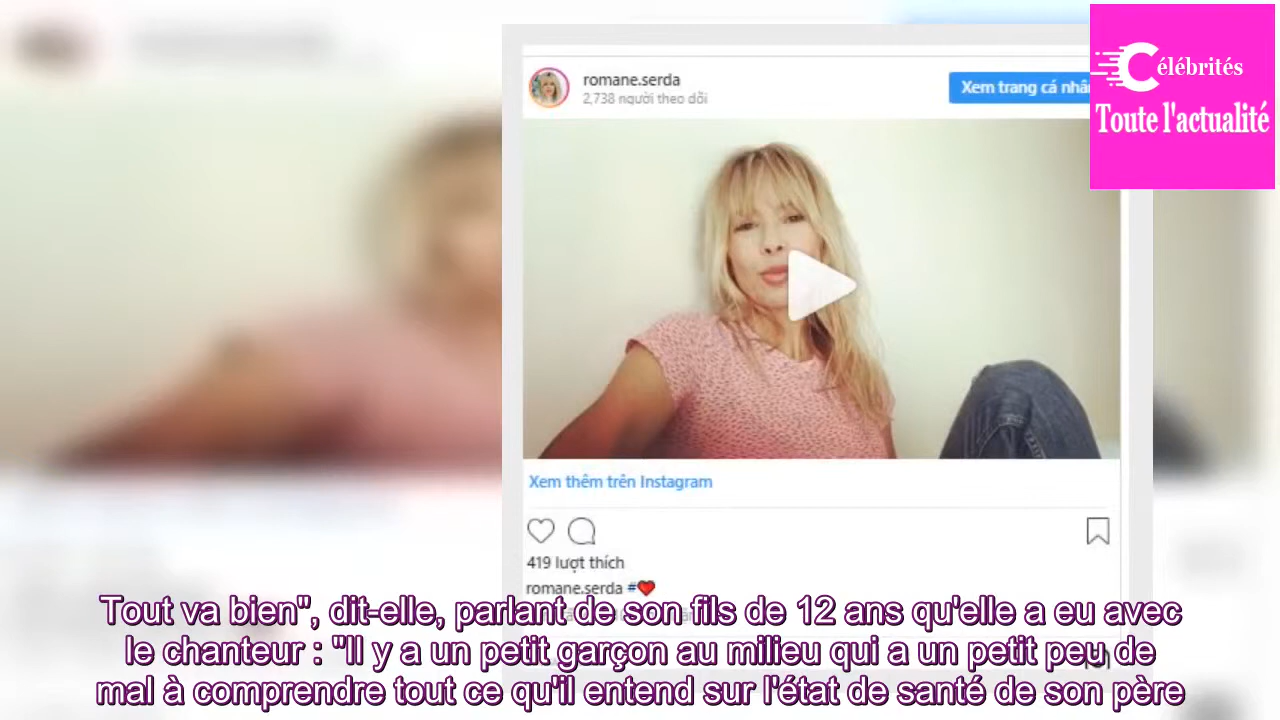 Célébrités
Toute l'actualité
romane.serda
2,738 người theo dõi
Xem trang cá nhân
Xem thêm trên Instagram
419 lượt thích
romane.serda #❤️
Tout va bien", dit-elle, parlant de son fils de 12 ans qu'elle a eu avec
le chanteur : "Il y a un petit garçon au milieu qui a un petit peu de
mal à comprendre tout ce qu'il entend sur l'état de santé de son père